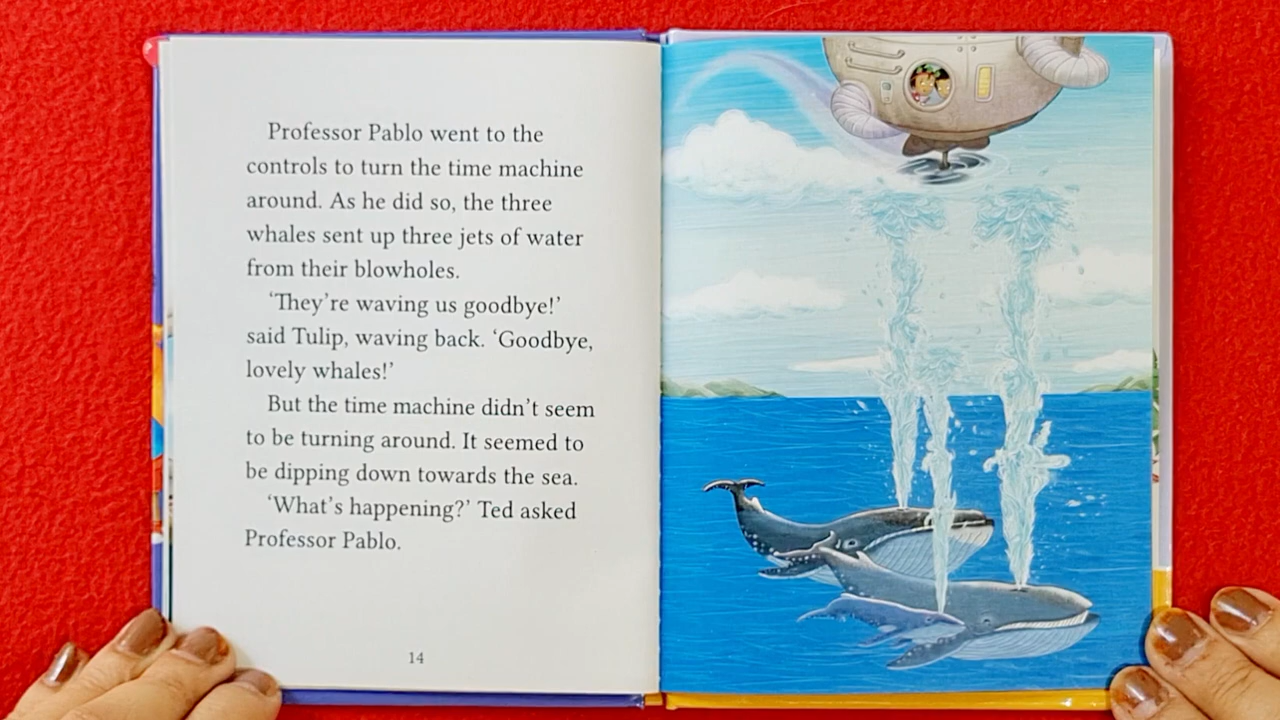 Professor Pablo went to the
controls to turn the time machine
around. As he did so, the three
whales sent up three jets of water
from their blowholes.
‘They’re waving us goodbye!’
said Tulip, waving back. ‘Goodbye,
lovely whales!’
But the time machine didn’t seem
to be turning around. It seemed to
be dipping down towards the sea.
‘What’s happening?’ Ted asked
Professor Pablo.
14